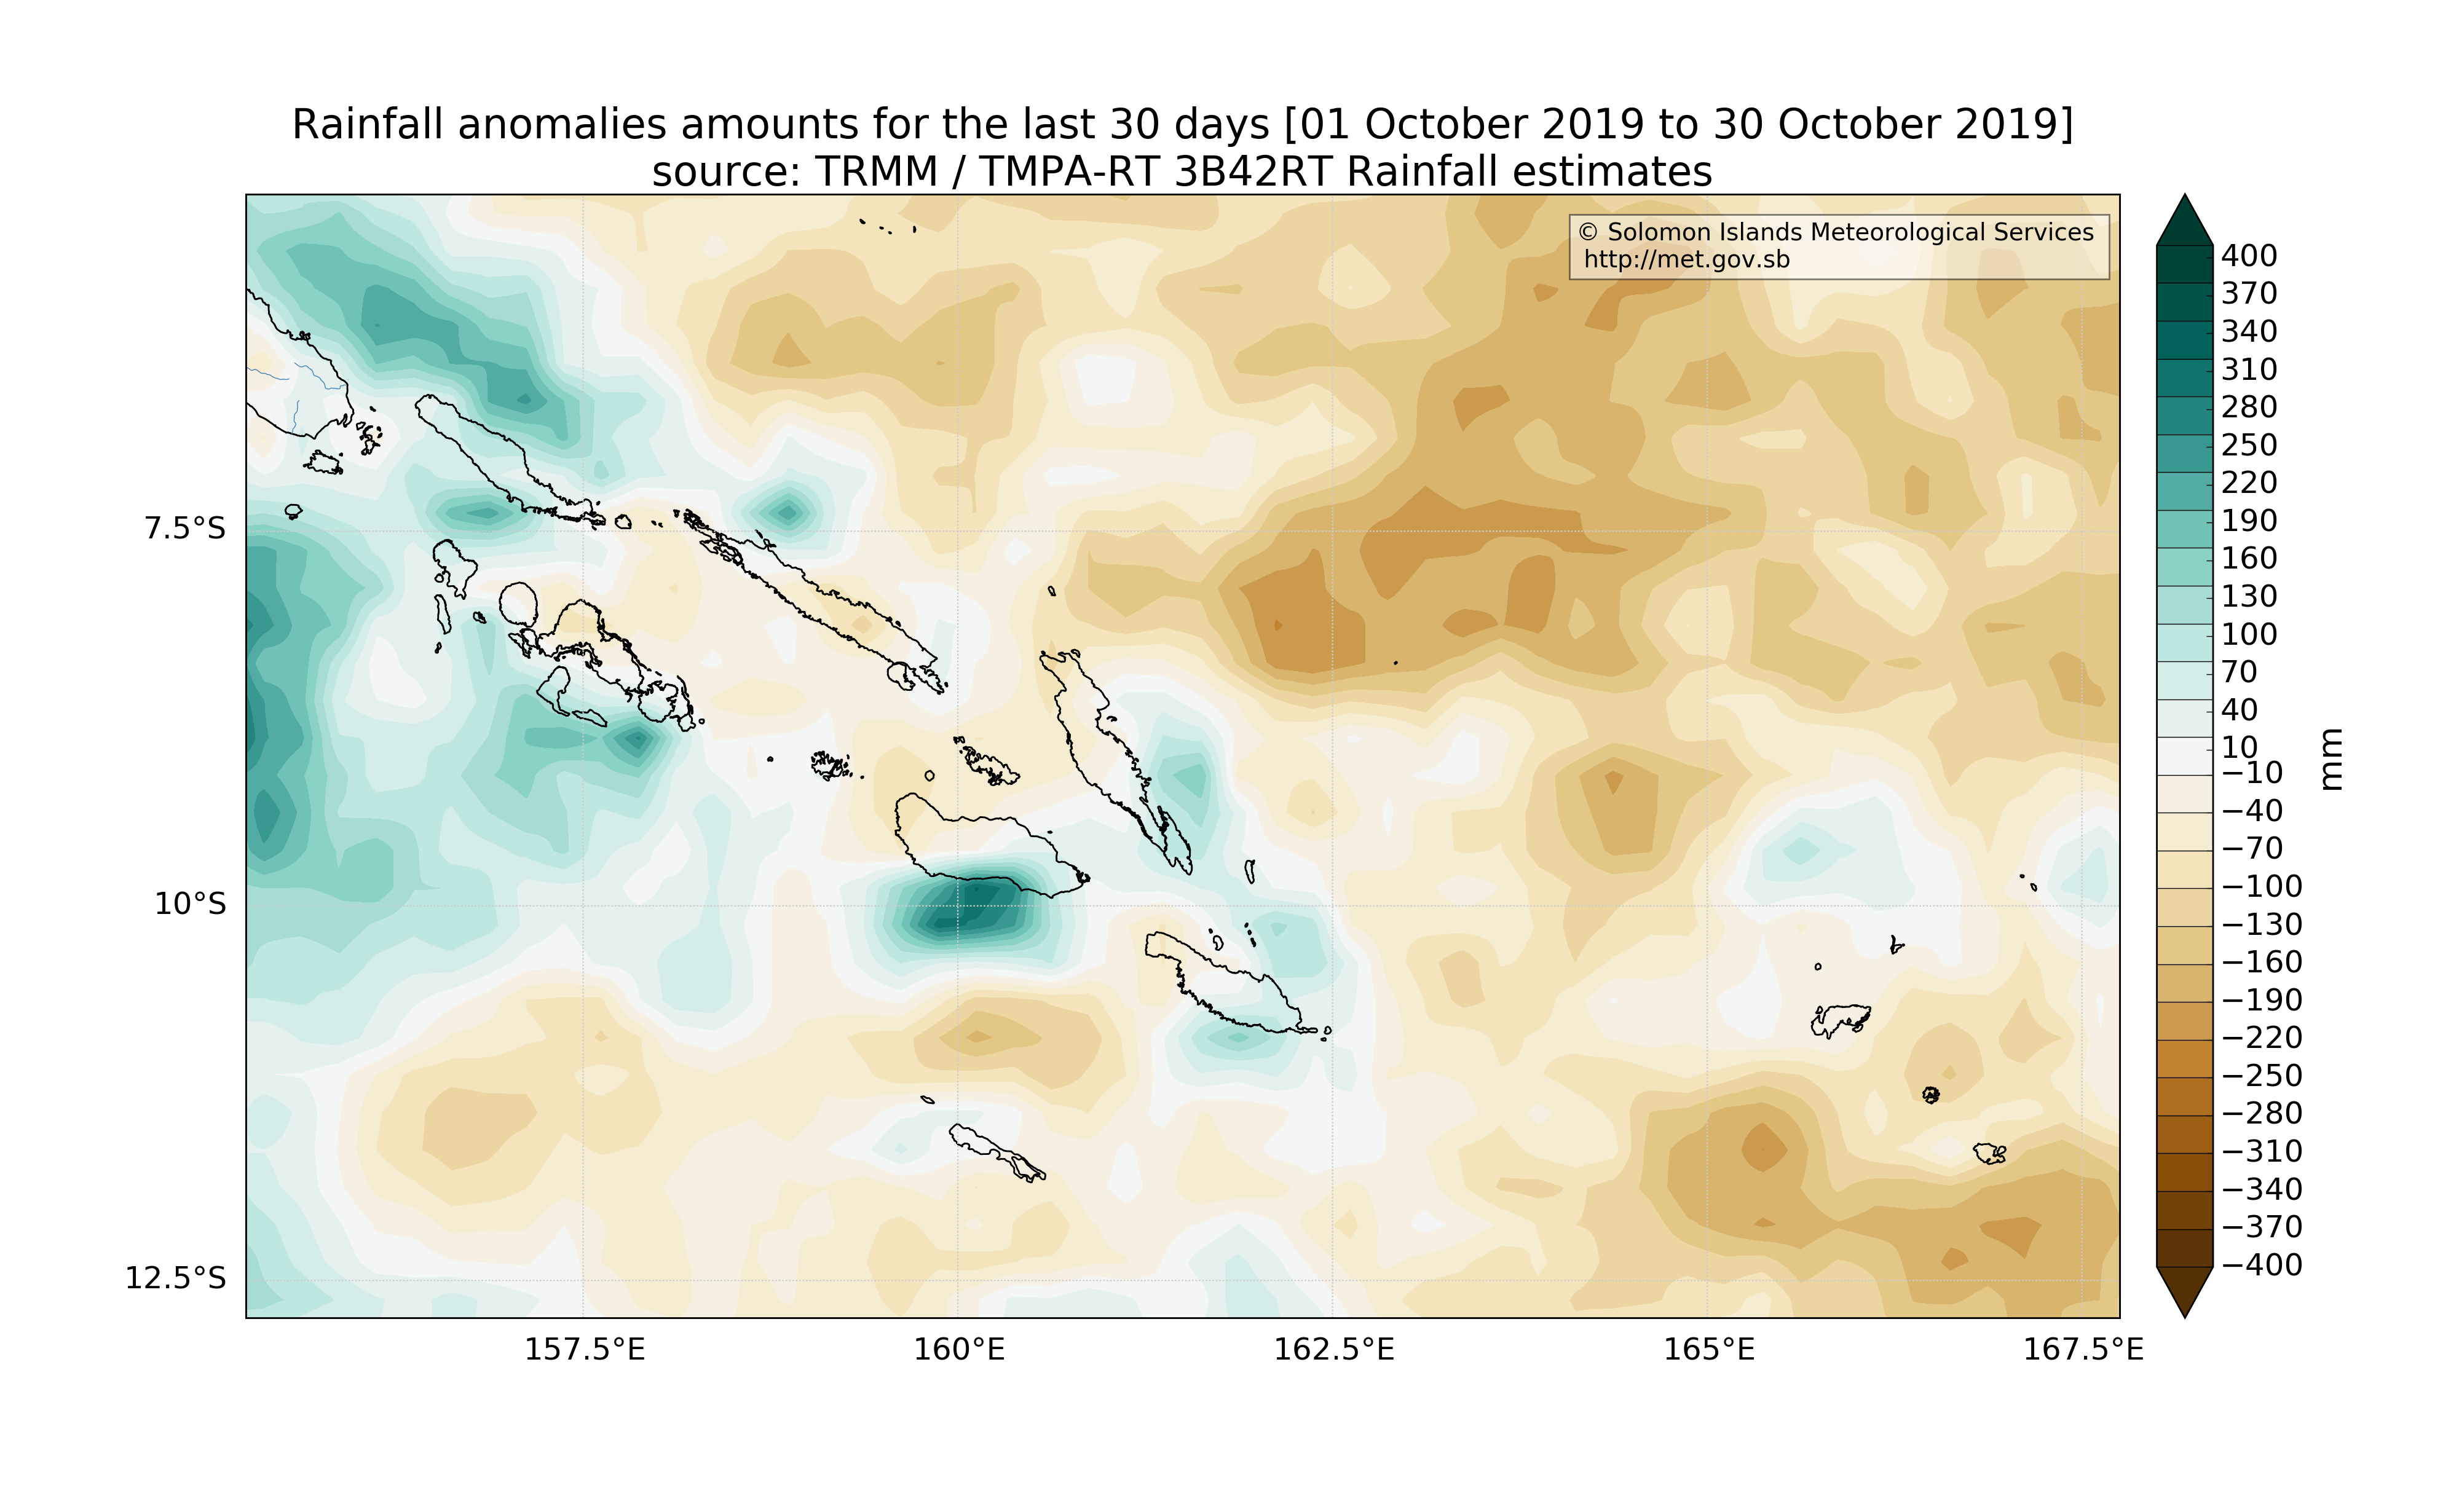 Rainfall anomalies amounts for the last 30 days [01 October 2019 to 30 October 2019]
source: TRMM / TMPA-RT 3B42RT Rainfall estimates
© Solomon Islands Meteorological Services
http://met.gov.sb
7.5°S
10°S
12.5°S
157.5°E
160°E
162.5°E
165°E
167.5°E
400
370
340
310
280
250
220
190
160
130
100
70
40
10
−10
−40
−70
−100
−130
−160
−190
−220
−250
−280
−310
−340
−370
−400
mm